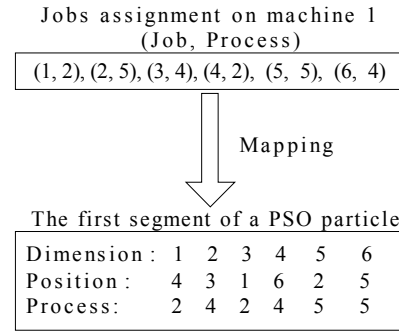 Jobs assignment on machine 1
(Job, Process)
(1, 2), (2, 5), (3, 4), (4, 2), (5, 5), (6, 4)
Mapping
The first segment of a PSO particle
Dimension: 1 2 3 4 5 6
Position: 4 3 1 6 2 5
Process: 2 4 2 4 5 5